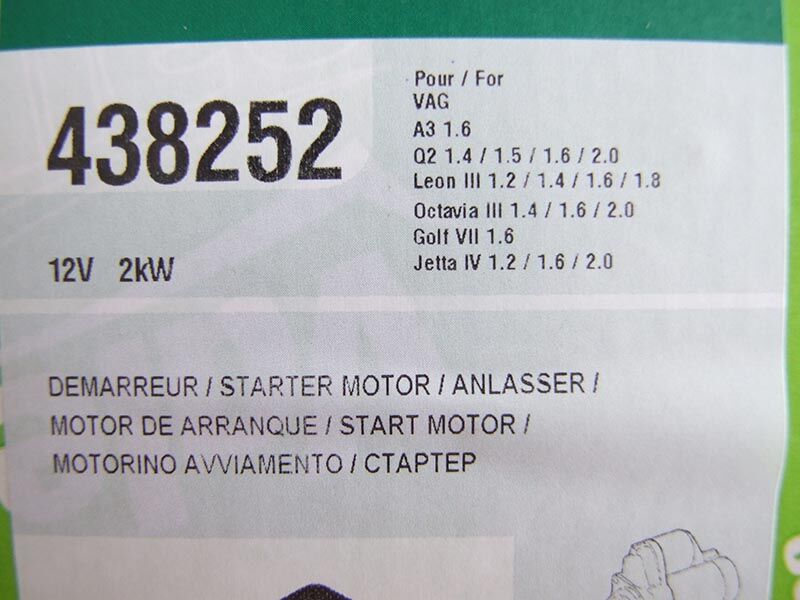 438252
12V 2kW
Pour / For
VAG
A3 1.6
Q2 1.4 / 1.5 / 1.6 / 2.0
Leon III 1.2 / 1.4 / 1.6 / 1.8
Octavia III 1.4 / 1.6 / 2.0
Golf VII 1.6
Jetta IV 1.2 / 1.6 / 2.0
DEMARREUR / STARTER MOTOR / ANLASSER /
MOTOR DE ARRANQUE / START MOTOR /
MOTORINO AVVIAMENTO / СТАРТЕР